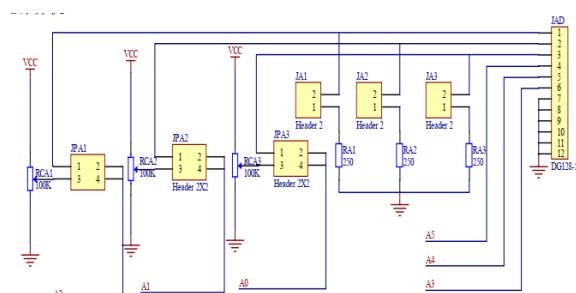 JAD
VCC
VCC
VCC
1
2
3
4
5
6
7
8
9
10
11
12
DG128-
JA1
2
1
Header 2
JA2
2
1
Header 2
JA3
2
1
Header 2
JPA1
1 2
3 4
JPA2
1 2
3 4
Header 2X2
JPA3
1 2
3 4
Header 2X2
RCA1
100K
RCA2
100K
RCA3
100K
RA1
250
RA2
250
RA3
250
A5
A4
A3
A1
A0